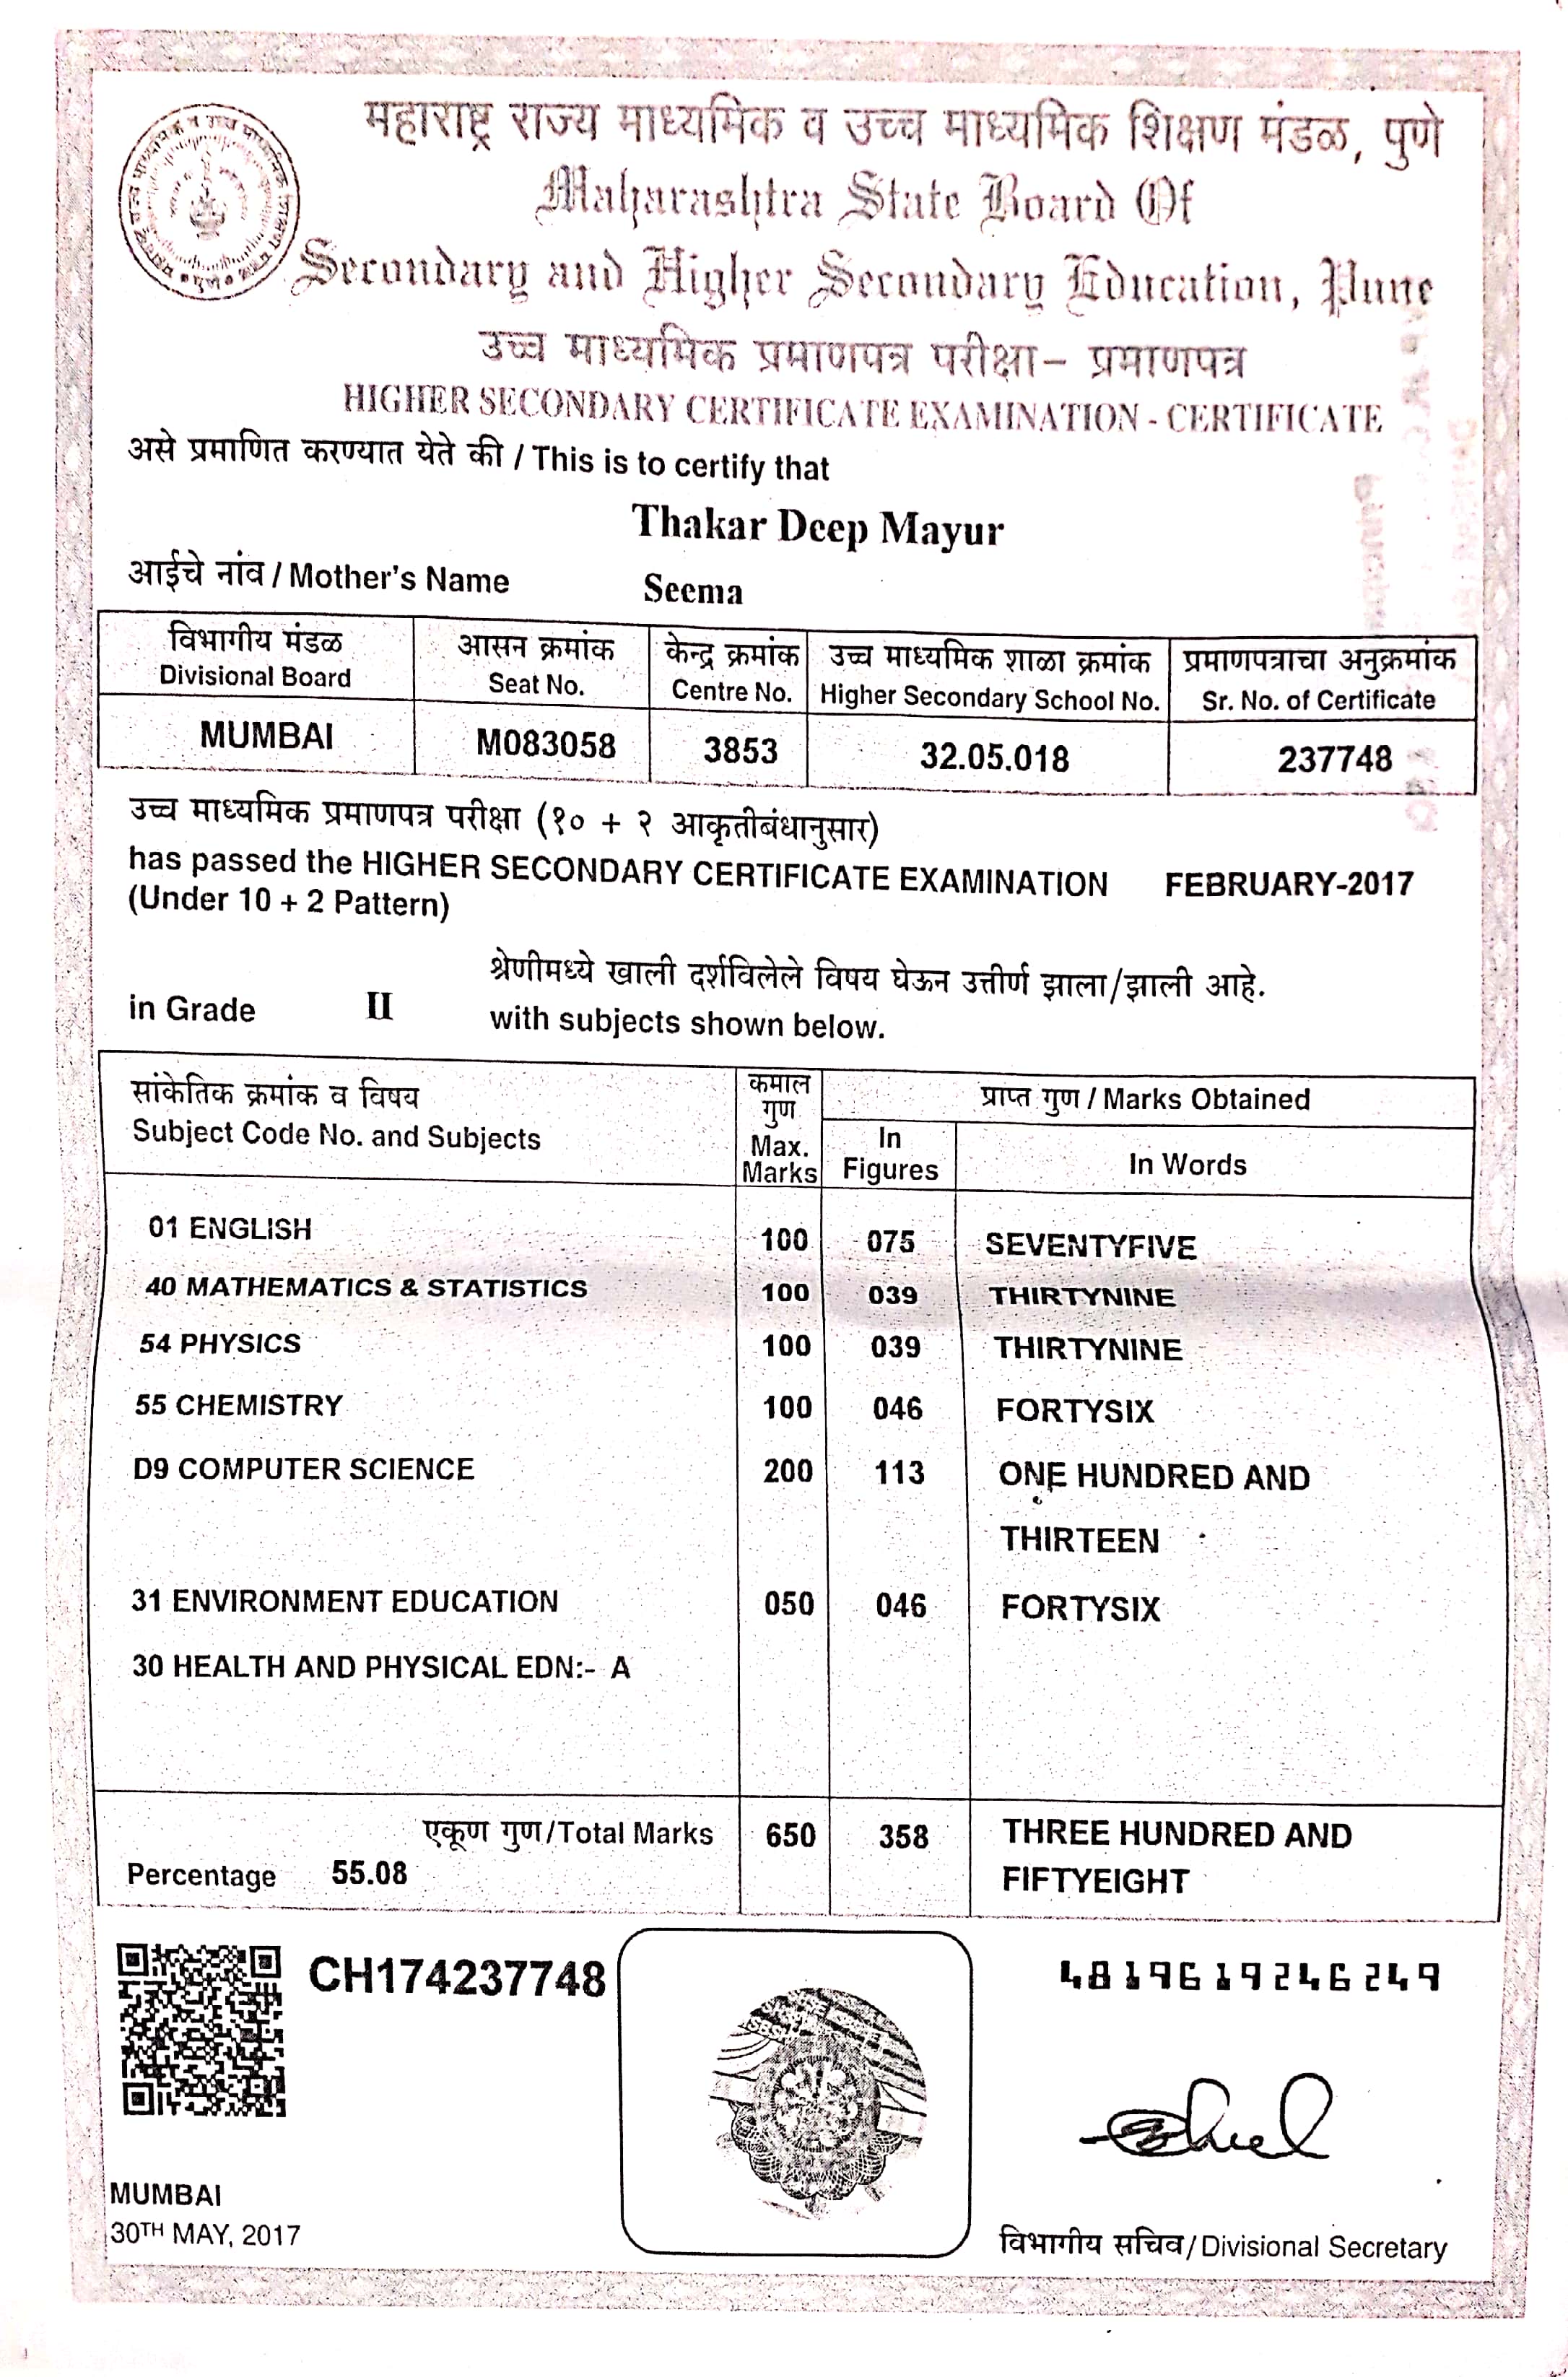 महाराष्ट्र राज्य माध्यमिक व उच्च माध्यमिक शिक्षण मंडळ, पुणे
Maharashtra State Board Of
Secondary and Higher Secondary Education, Pune
उच्च माध्यमिक प्रमाणपत्र परीक्षा– प्रमाणपत्र
HIGHER SECONDARY CERTIFICATE EXAMINATION - CERTIFICATE
असे प्रमाणित करण्यात येते की / This is to certify that
Thakar Deep Mayur
आईचे नांव / Mother's Name Seema
विभागीय मंडळ आसन क्रमांक केन्द्र क्रमांक उच्च माध्यमिक शाळा क्रमांक प्रमाणपत्राचा अनुक्रमांक
Divisional Board Seat No. Centre No. Higher Secondary School No. Sr. No. of Certificate
MUMBAI M083058 3853 32.05.018 237748
उच्च माध्यमिक प्रमाणपत्र परीक्षा (१० + २ आकृतीबंधानुसार)
has passed the HIGHER SECONDARY CERTIFICATE EXAMINATION FEBRUARY-2017
(Under 10 + 2 Pattern)
श्रेणीमध्ये खाली दर्शविलेले विषय घेऊन उत्तीर्ण झाला/झाली आहे.
in Grade II with subjects shown below.
सांकेतिक क्रमांक व विषय कमाल गुण प्राप्त गुण / Marks Obtained
Subject Code No. and Subjects Max. Marks In Figures In Words
01 ENGLISH 100 075 SEVENTYFIVE
40 MATHEMATICS & STATISTICS 100 039 THIRTYNINE
54 PHYSICS 100 039 THIRTYNINE
55 CHEMISTRY 100 046 FORTYSIX
D9 COMPUTER SCIENCE 200 113 ONE HUNDRED AND
THIRTEEN
31 ENVIRONMENT EDUCATION 050 046 FORTYSIX
30 HEALTH AND PHYSICAL EDN:- A
एकूण गुण/Total Marks 650 358 THREE HUNDRED AND
Percentage 55.08 FIFTYEIGHT
CH174237748 4819619246249
MUMBAI
30TH MAY, 2017
विभागीय सचिव/Divisional Secretary